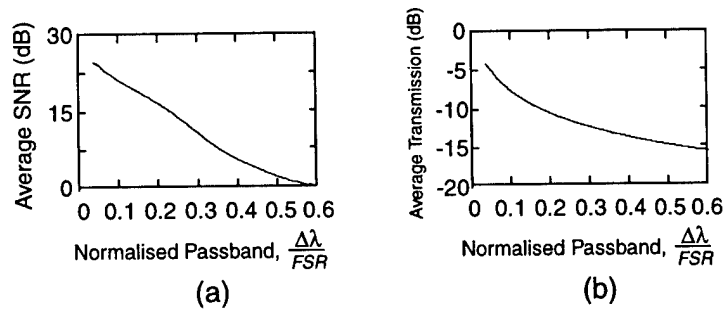 Average SNR (dB)
30
15
0
0 0.1 0.2 0.3 0.4 0.5 0.6
Normalised Passband, Δλ/FSR
(a)
Average Transmission (dB)
0
-5
-10
-15
-20
0 0.1 0.2 0.3 0.4 0.5 0.6
Normalised Passband, Δλ/FSR
(b)